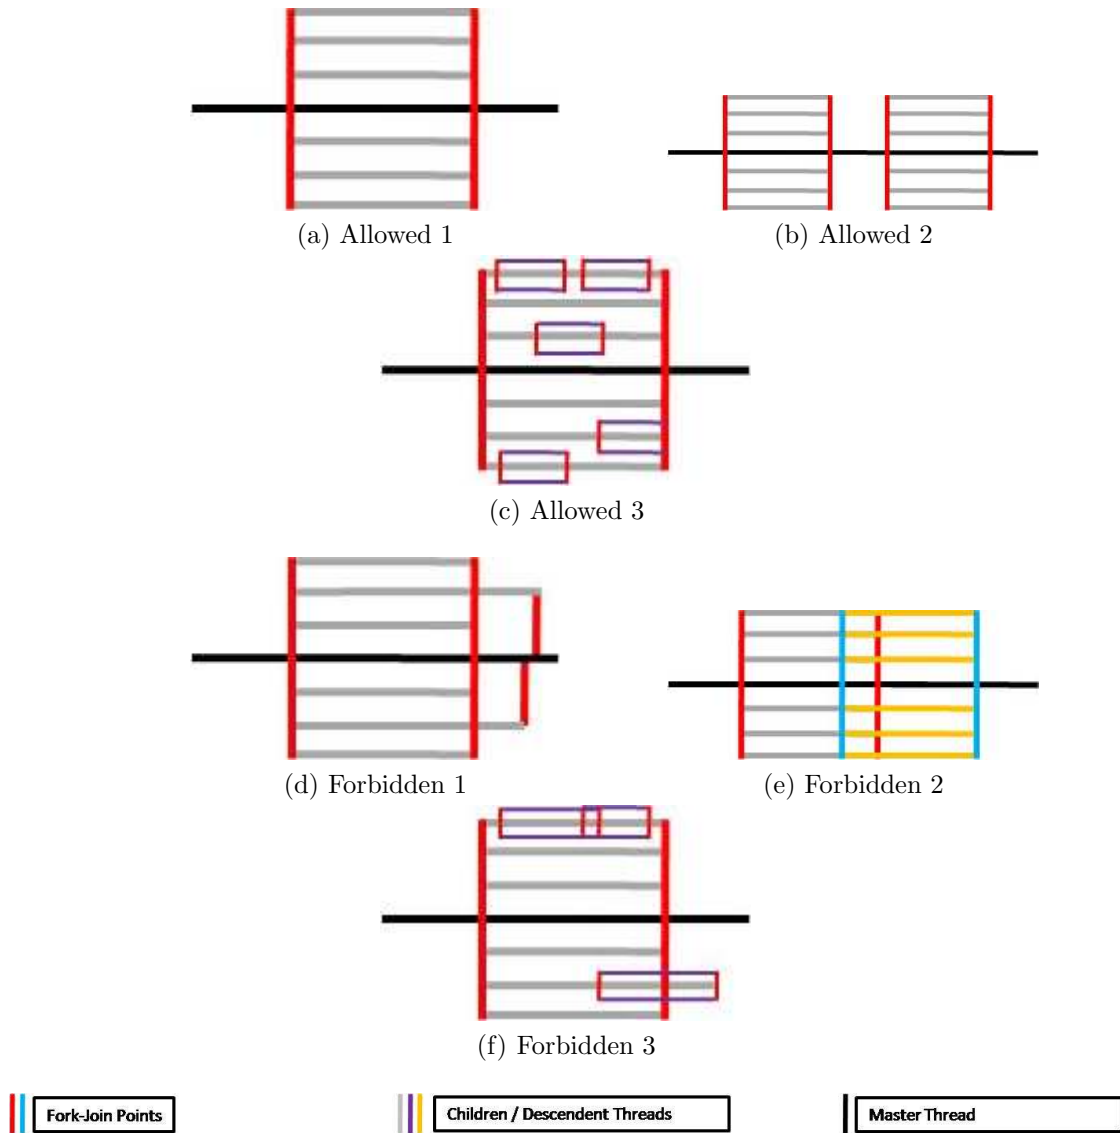 (a) Allowed 1
(b) Allowed 2
(c) Allowed 3
(d) Forbidden 1
(e) Forbidden 2
(f) Forbidden 3
Fork-Join Points
Children / Descendent Threads
Master Thread